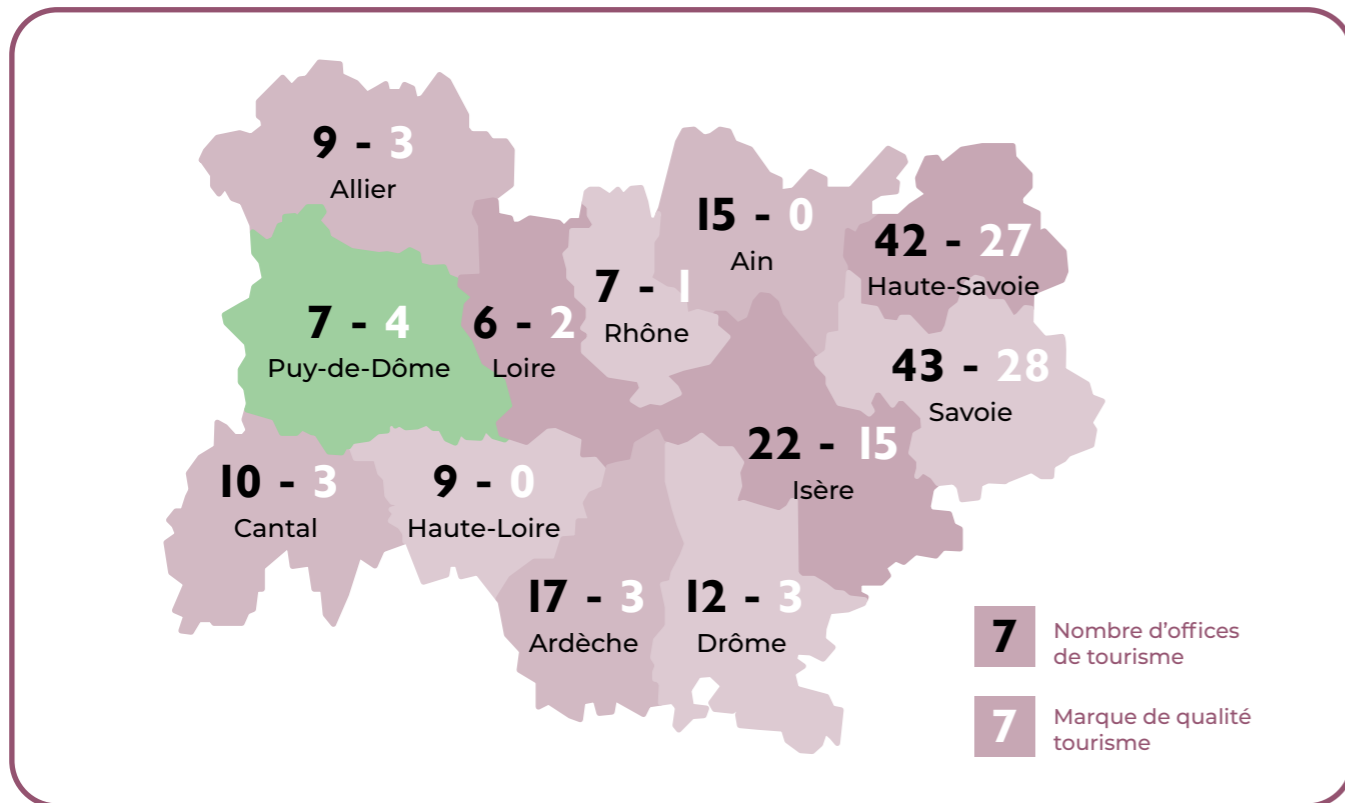 9 - 3
Allier
15 - 0
Ain
42 - 27
Haute-Savoie
7 - 1
Rhône
7 - 4
Puy-de-Dôme
6 - 2
Loire
43 - 28
Savoie
22 - 15
Isère
10 - 3
Cantal
9 - 0
Haute-Loire
17 - 3
Ardèche
12 - 3
Drôme
7
Nombre d'offices
de tourisme
7
Marque de qualité
tourisme